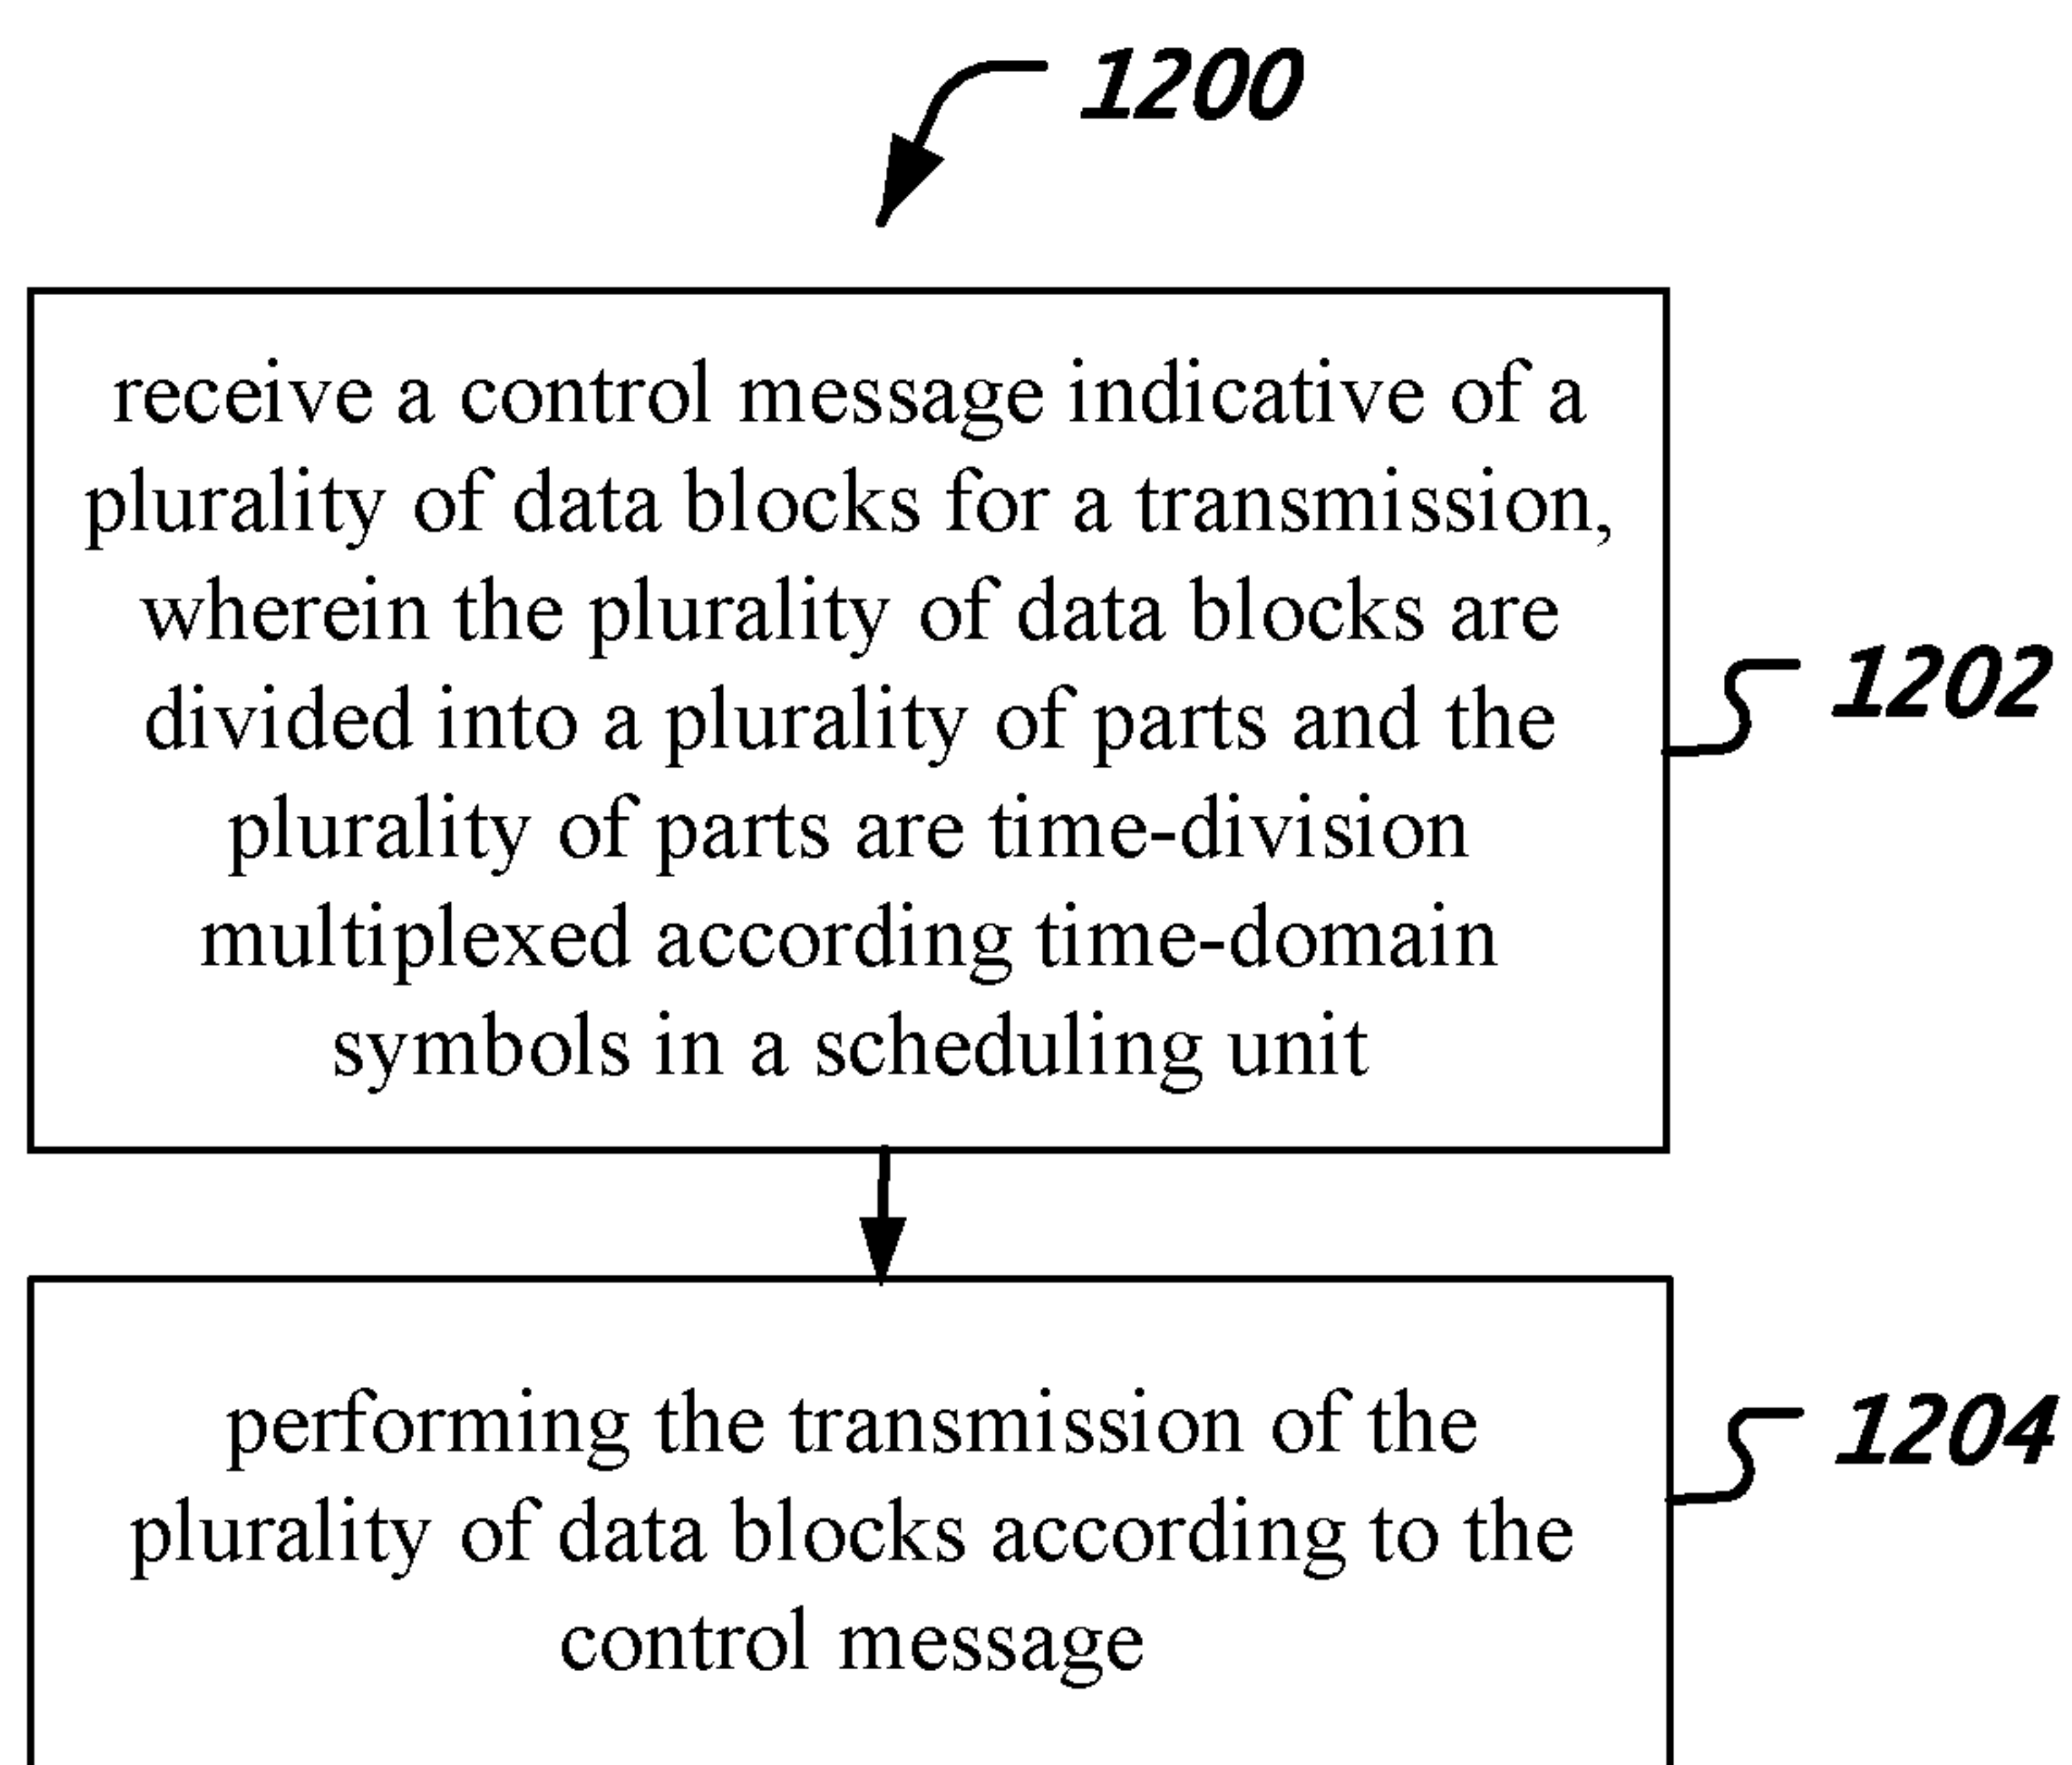 1200
receive a control message indicative of a
plurality of data blocks for a transmission,
wherein the plurality of data blocks are
divided into a plurality of parts and the
plurality of parts are time-division
multiplexed according time-domain
symbols in a scheduling unit
1202
performing the transmission of the
plurality of data blocks according to the
control message
1204